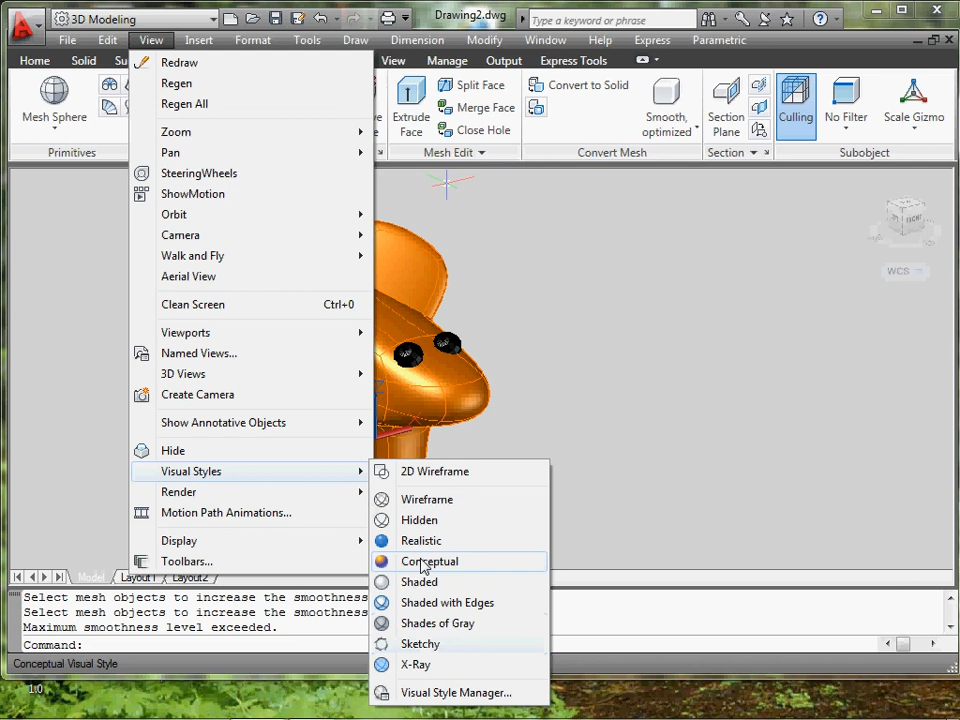 3D Modeling
Drawing2.dwg
Type a keyword or phrase
File Edit View Insert Format Tools Draw Dimension Modify Window Help Express Parametric
Home Solid Su View Manage Output Express Tools
Mesh Sphere
Primitives
Extrude Face
Split Face
Merge Face
Close Hole
Mesh Edit
Convert to Solid
Smooth, optimized
Convert Mesh
Section Plane
Section
Culling
No Filter
Scale Gizmo
Subobject
Redraw
Regen
Regen All
Zoom
Pan
SteeringWheels
ShowMotion
Orbit
Camera
Walk and Fly
Aerial View
Clean Screen Ctrl+0
Viewports
Named Views...
3D Views
Create Camera
Show Annotative Objects
Hide
Visual Styles
Render
Motion Path Animations...
Display
Toolbars...
2D Wireframe
Wireframe
Hidden
Realistic
Conceptual
Shaded
Shaded with Edges
Shades of Gray
Sketchy
X-Ray
Visual Style Manager...
RIGHT
WCS
Z
Model Layout1 Layout2
Select mesh objects to increase the smoothness
Select mesh objects to increase the smoothness
Maximum smoothness level exceeded.
Command:
Conceptual Visual Style
1.0